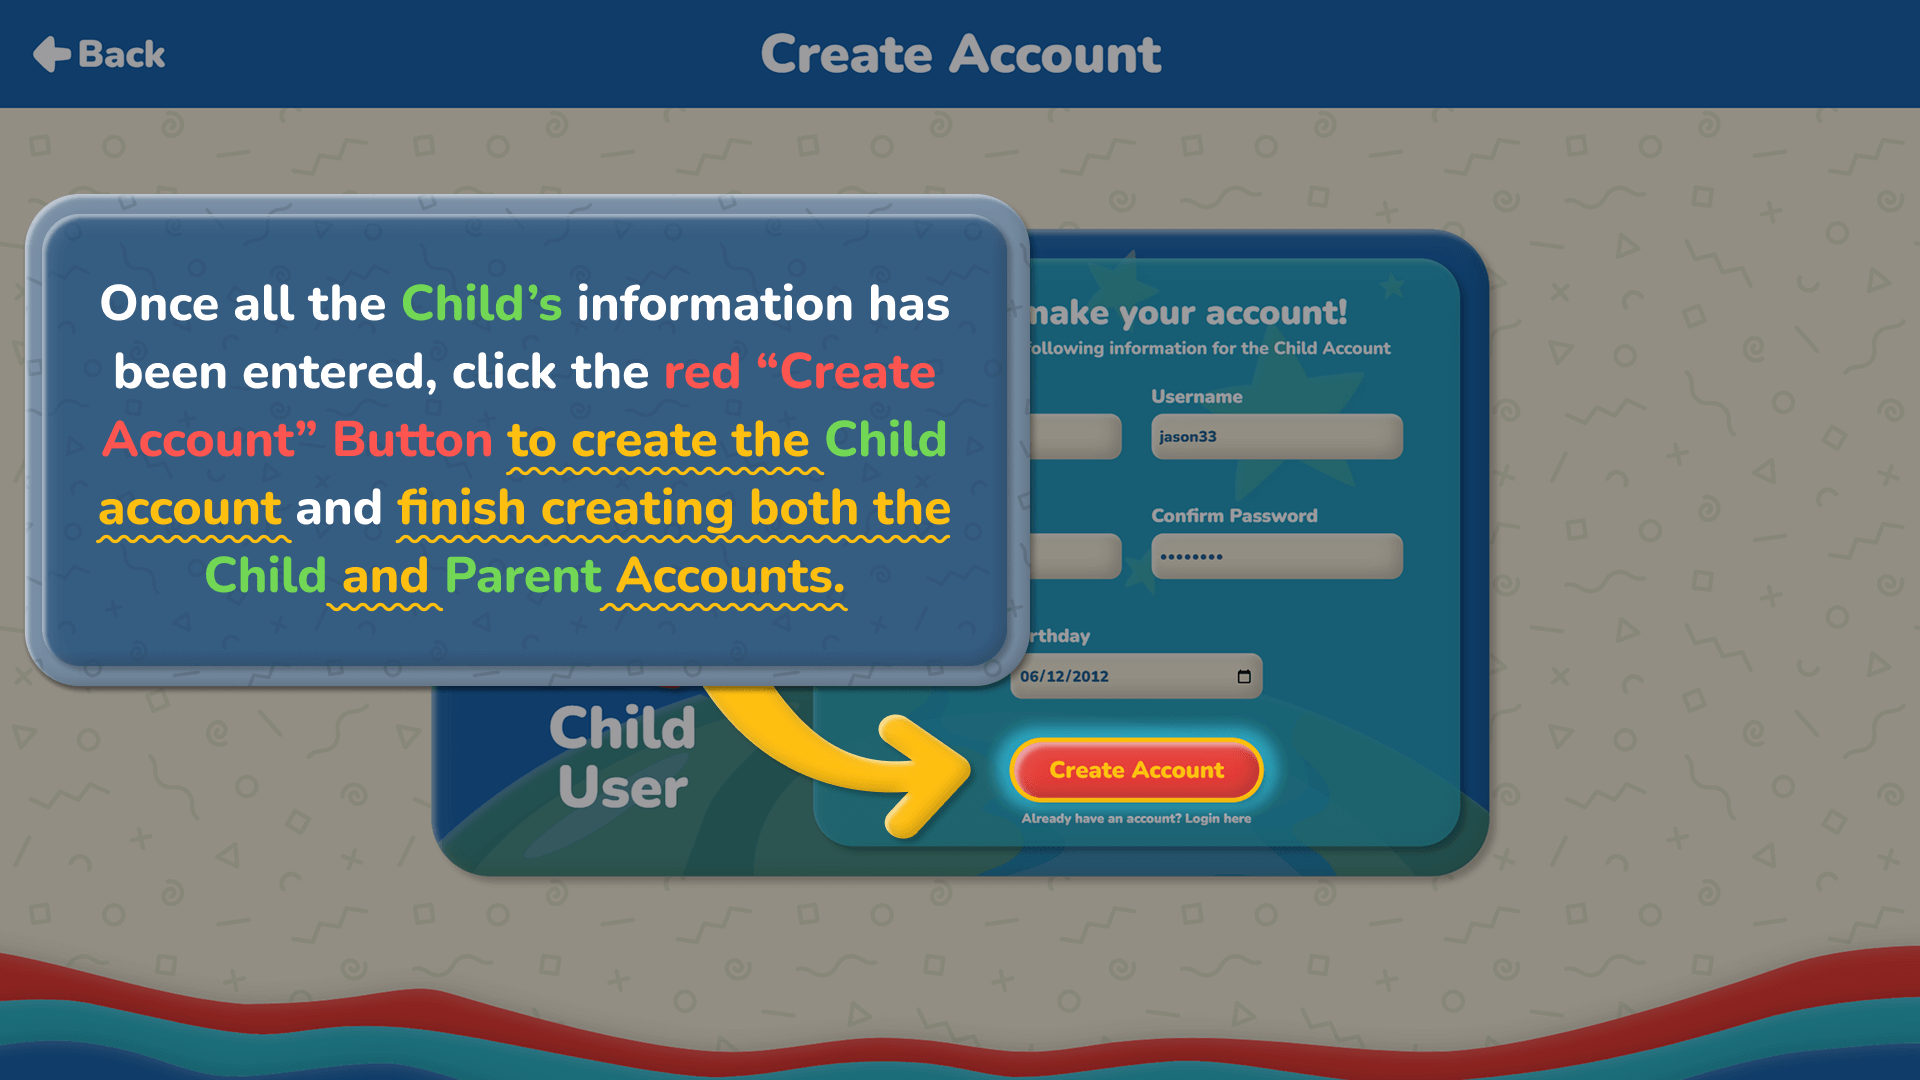 Back
Create Account
Once all the Child's information has
been entered, click the red “Create
Account” Button to create the Child
account and finish creating both the
Child and Parent Accounts.
make your account!
following information for the Child Account
Username
jason33
Confirm Password
••••••••
rthday
06/12/2012
Child
User
Create Account
Already have an account? Login here